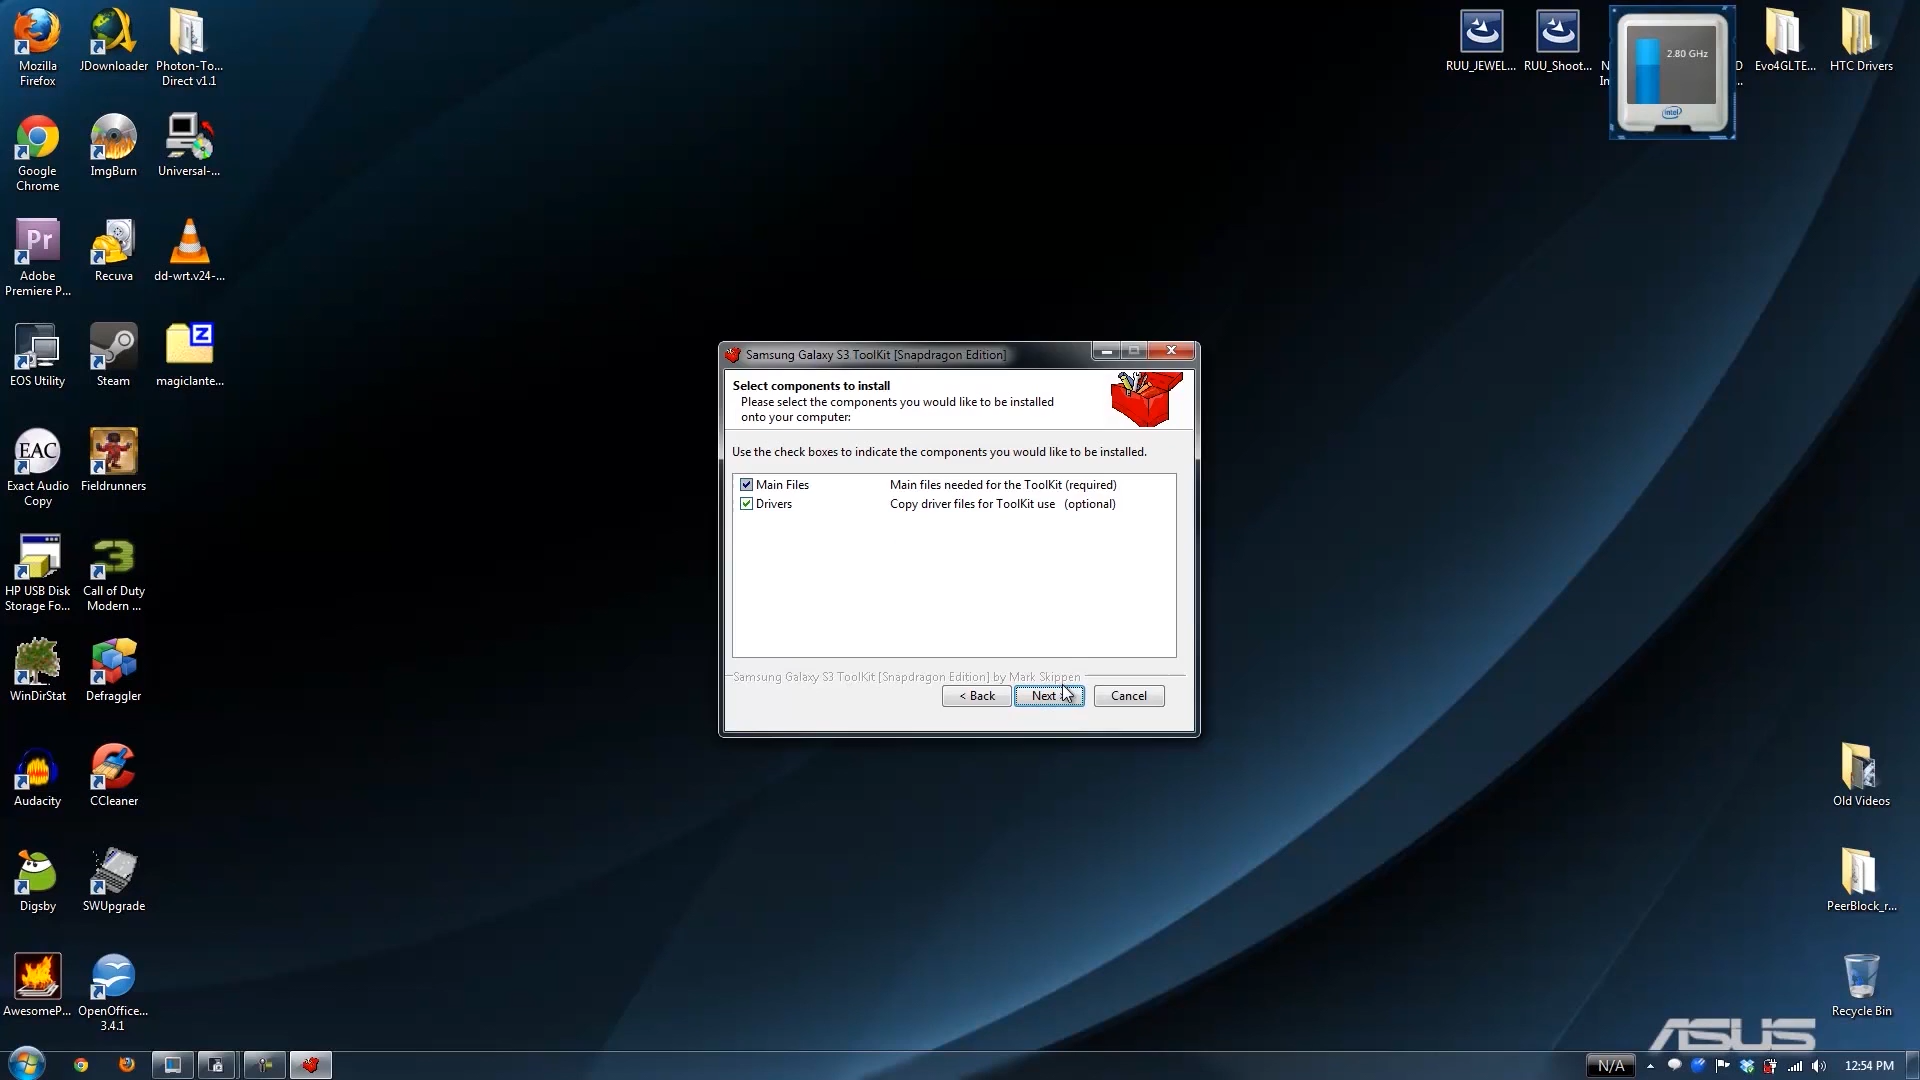 Mozilla
Firefox
JDownloader
Photon-To...
Direct v1.1
RUU_JEWEL...
RUU_Shoot...
2.80 GHz
intel
Evo4GLTE...
HTC Drivers
Google
Chrome
ImgBurn
Universal-...
Pr
Adobe
Premiere P...
Recuva
dd-wrt.v24-...
EOS Utility
Steam
Z
magiclante...
EAC
Exact Audio
Copy
Fieldrunners
HP USB Disk
Storage Fo...
3
Call of Duty
Modern ...
WinDirStat
Defraggler
Audacity
CCleaner
Digsby
SWUpgrade
AwesomeP...
OpenOffice...
3.4.1
Samsung Galaxy S3 ToolKit [Snapdragon Edition]
Select components to install
Please select the components you would like to be installed
onto your computer:
Use the check boxes to indicate the components you would like to be installed.
Main Files Main files needed for the ToolKit (required)
Drivers Copy driver files for ToolKit use (optional)
Samsung Galaxy S3 ToolKit [Snapdragon Edition] by Mark Skippen
< Back
Next
Cancel
Old Videos
PeerBlock_r...
Recycle Bin
ASUS
N/A
12:54 PM